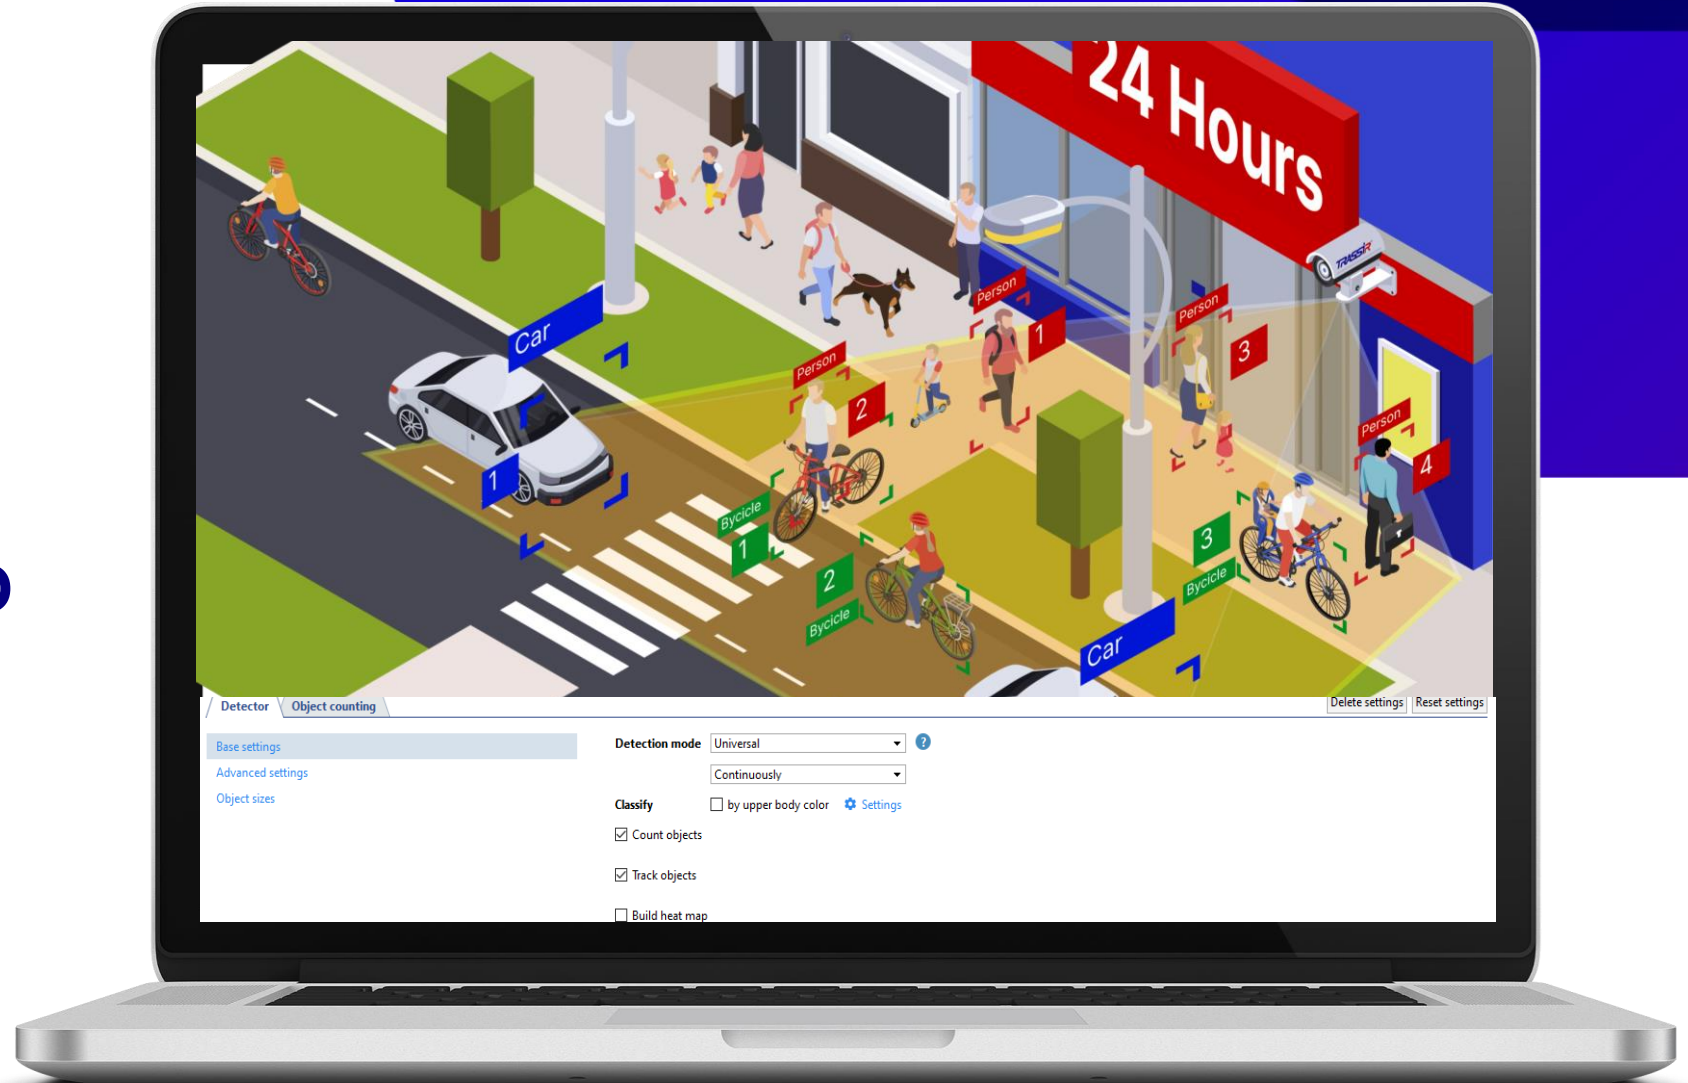 24 Hours
TRASSIR
Person
1
Person
3
Car
Person
2
Person
4
1
Bycicle
1
2
Bycicle
3
Bycicle
Car
Detector
Object counting
Delete settings
Reset settings
Base settings
Advanced settings
Object sizes
Detection mode
Universal
?
Continuously
Classify
by upper body color
Settings
Count objects
Track objects
Build heat map